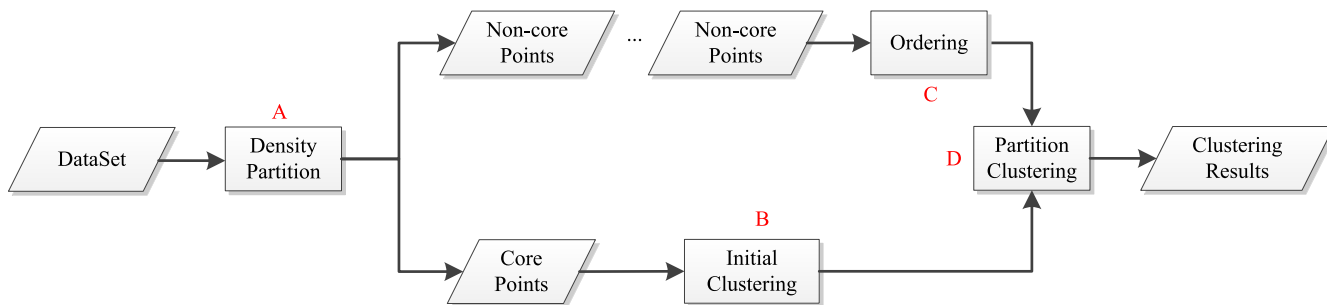 Non-core
Points
...
Non-core
Points
Ordering
C
A
DataSet
Density
Partition
D
Partition
Clustering
Clustering
Results
B
Core
Points
Initial
Clustering